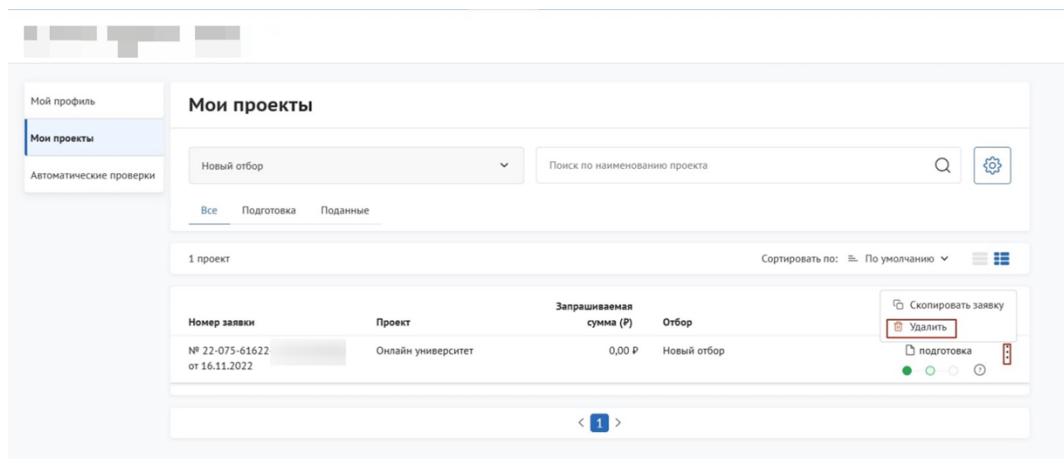 Мой профиль
Мои проекты
Автоматические проверки
Мои проекты
Новый отбор
Поиск по наименованию проекта
Все Подготовка Поданные
1 проект
Сортировать по: По умолчанию
Скопировать заявку
Удалить
Номер заявки Проект Запрашиваемая сумма (₽) Отбор
№ 22-075-61622-
от 16.11.2022
Онлайн университет 0,00 ₽ Новый отбор подготовка
?
< 1 >